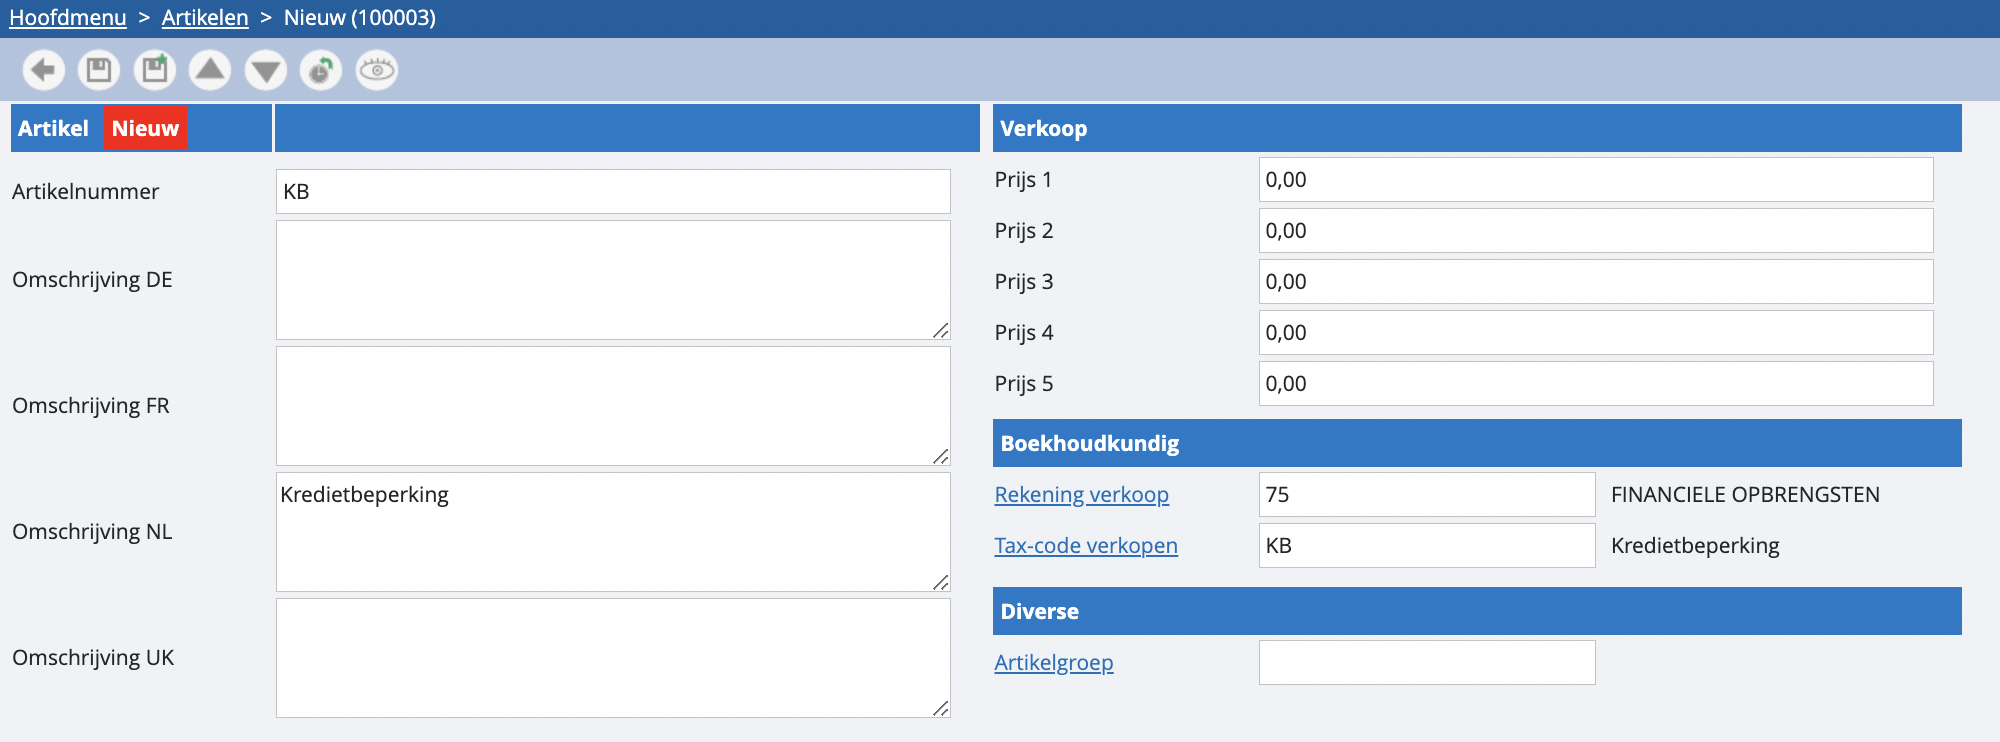 Hoofdmenu > Artikelen > Nieuw (100003)
Artikel Nieuw
Artikelnummer KB
Omschrijving DE
Omschrijving FR
Omschrijving NL Kredietbeperking
Omschrijving UK
Verkoop
Prijs 1 0,00
Prijs 2 0,00
Prijs 3 0,00
Prijs 4 0,00
Prijs 5 0,00
Boekhoudkundig
Rekening verkoop 75 FINANCIELE OPBRENGSTEN
Tax-code verkopen KB Kredietbeperking
Diverse
Artikelgroep